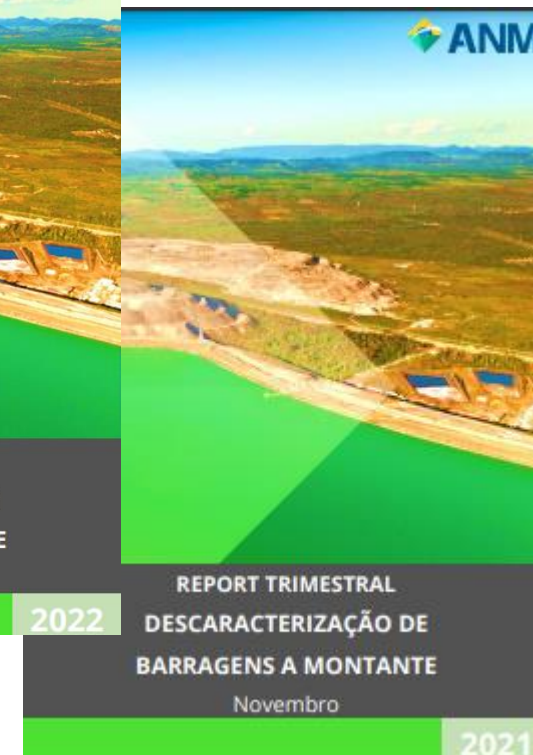 ANM
E
2022
REPORT TRIMESTRAL
DESCARACTERIZAÇÃO DE
BARRAGENS A MONTANTE
Novembro
2021